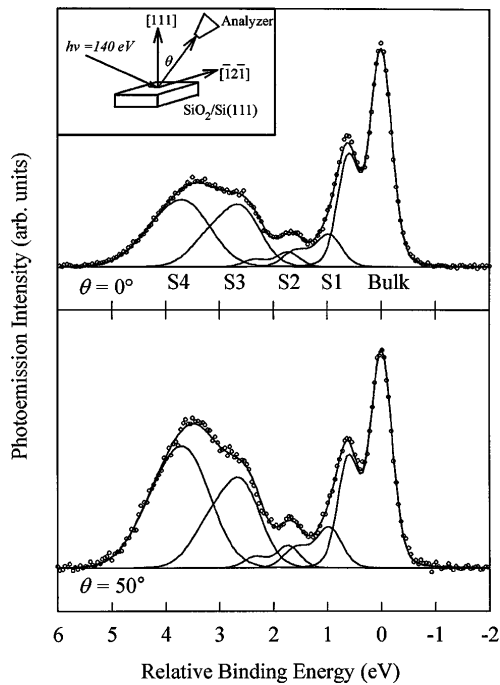 [111]
Analyzer
hν =140 eV
θ
[1̄21̄]
SiO₂/Si(111)
Photoemission Intensity (arb. units)
θ = 0°
S4 S3 S2 S1 Bulk
θ = 50°
6 5 4 3 2 1 0 -1 -2
Relative Binding Energy (eV)